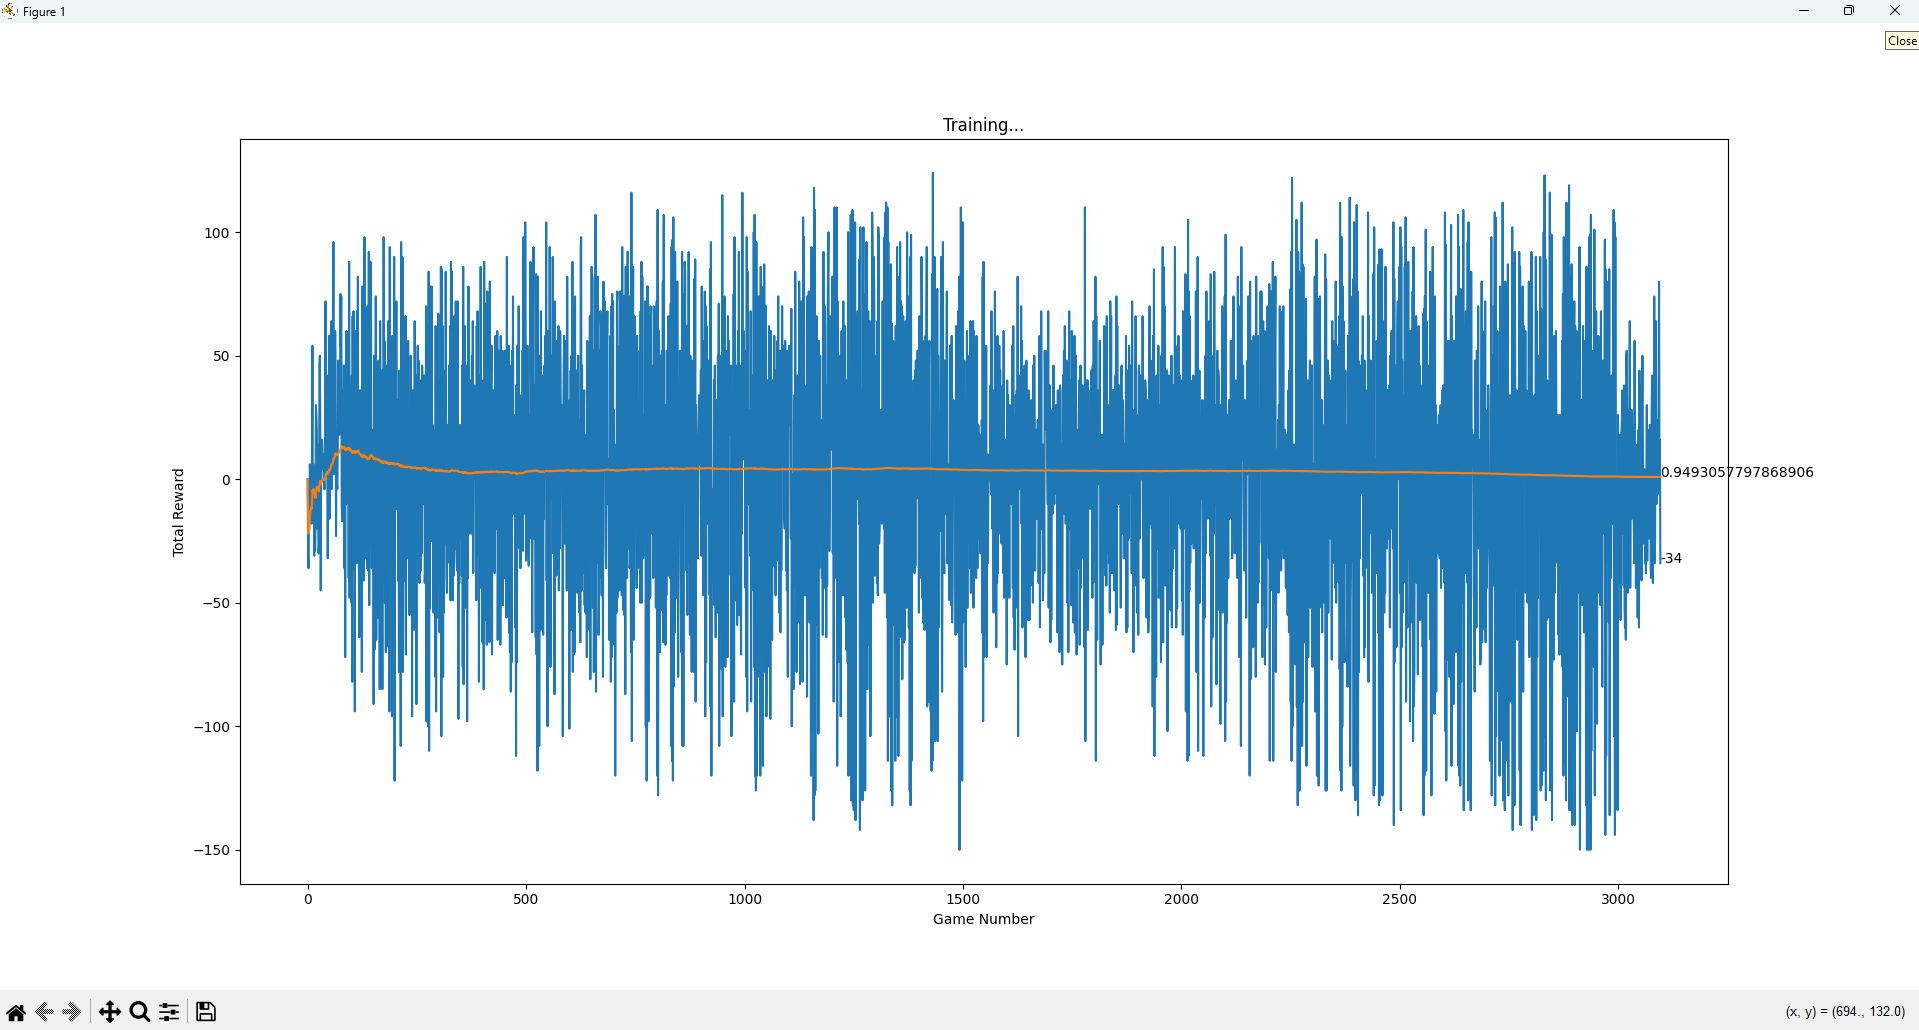 Figure 1
Close
Training...
100
50
0
−50
−100
−150
Total Reward
0.9493057797868906
-34
0 500 1000 1500 2000 2500 3000
Game Number
(x, y) = (694., 132.0)